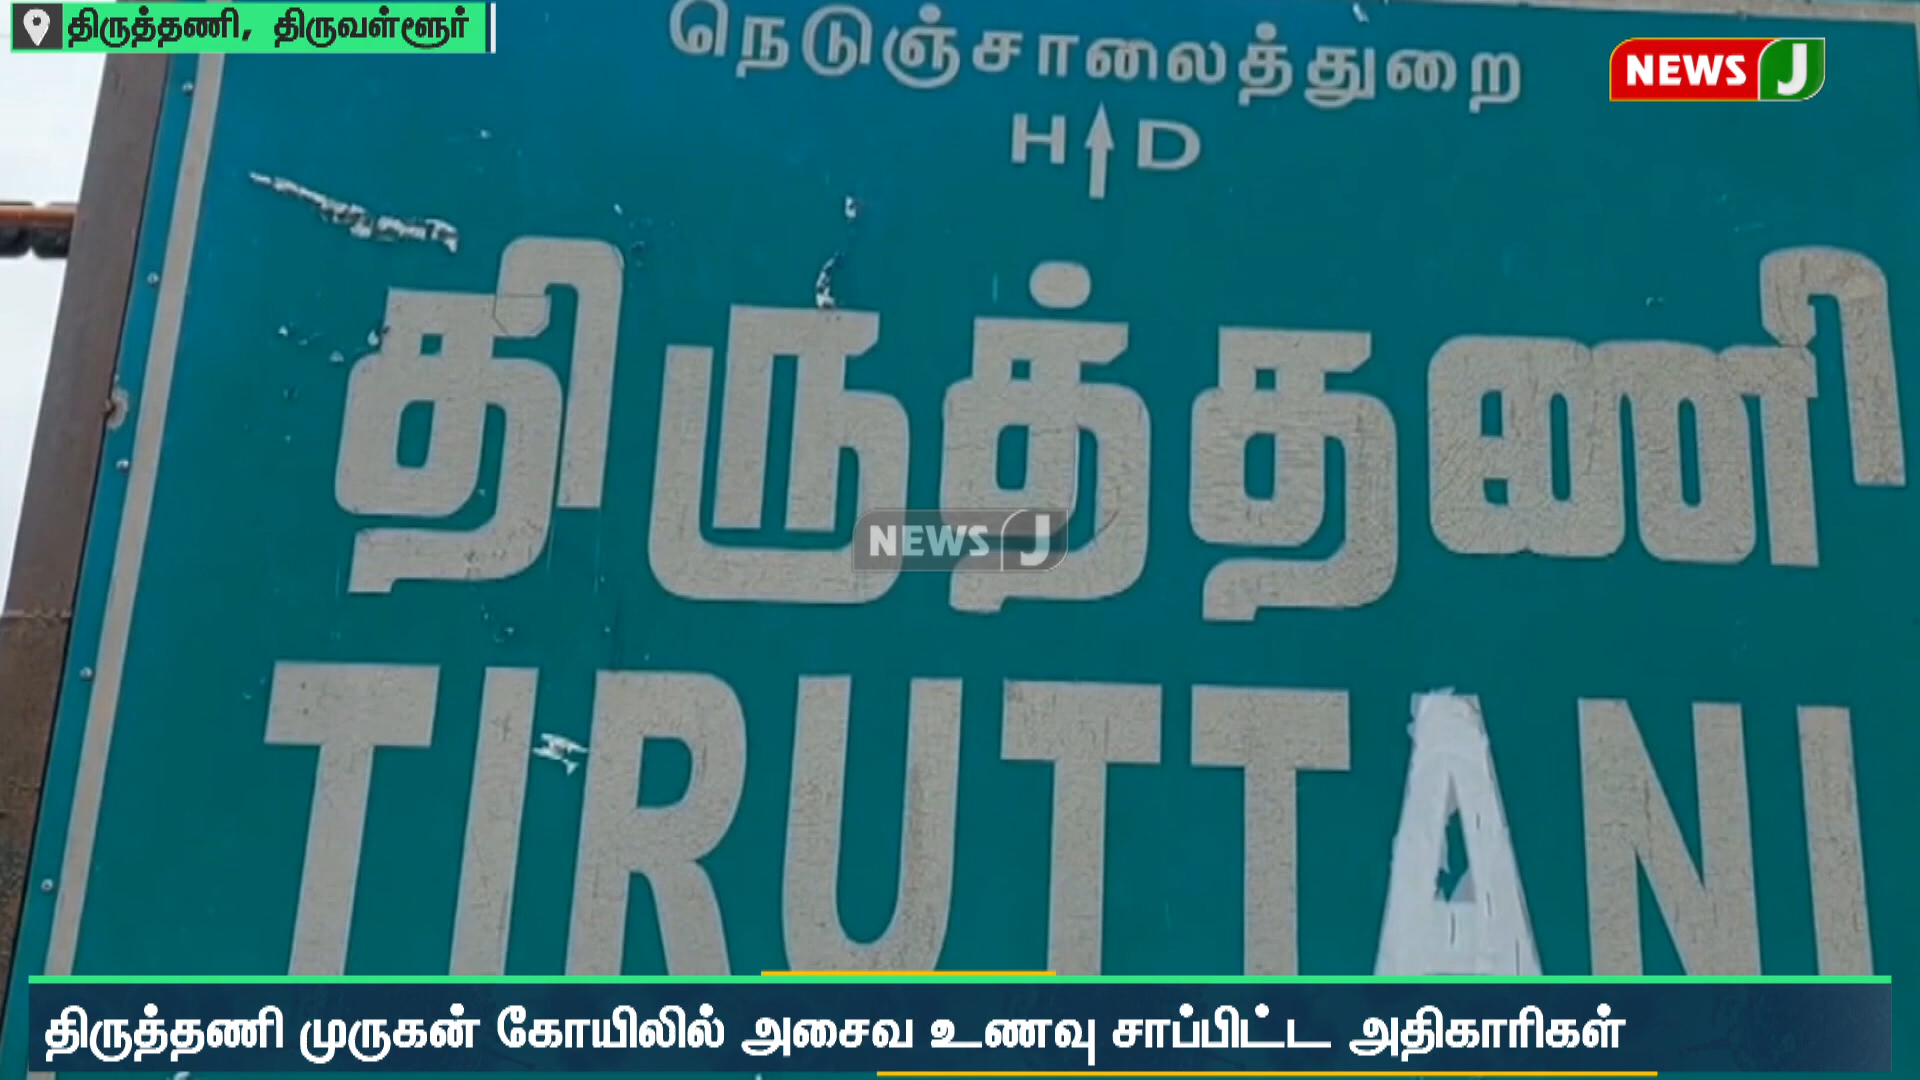 திருத்தணி, திருவள்ளூர்
NEWS J
நெடுஞ்சாலைத்துறை
H D
திருத்தணி
NEWS J
TIRUTTANI
திருத்தணி முருகன் கோயிலில் அசைவ உணவு சாப்பிட்ட அதிகாரிகள்